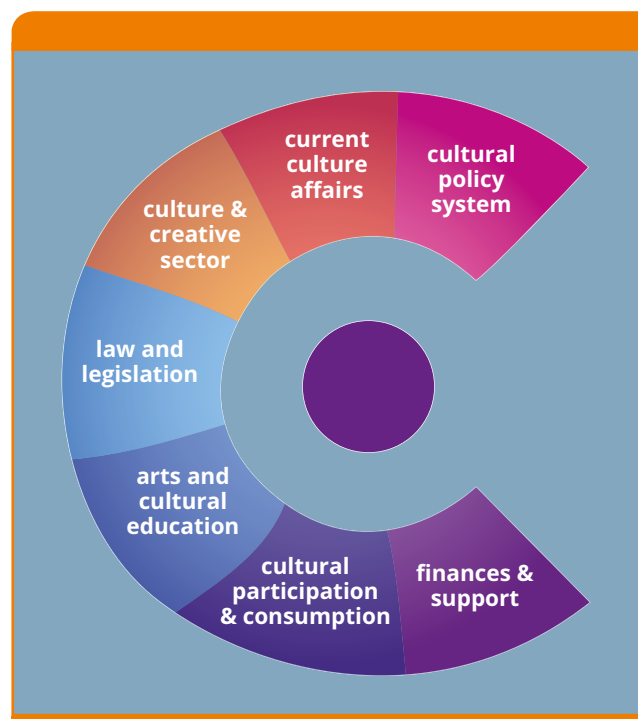 cultural
policy
system
current
culture
affairs
culture &
creative
sector
law and
legislation
arts and
cultural
education
cultural
participation
& consumption
finances &
support